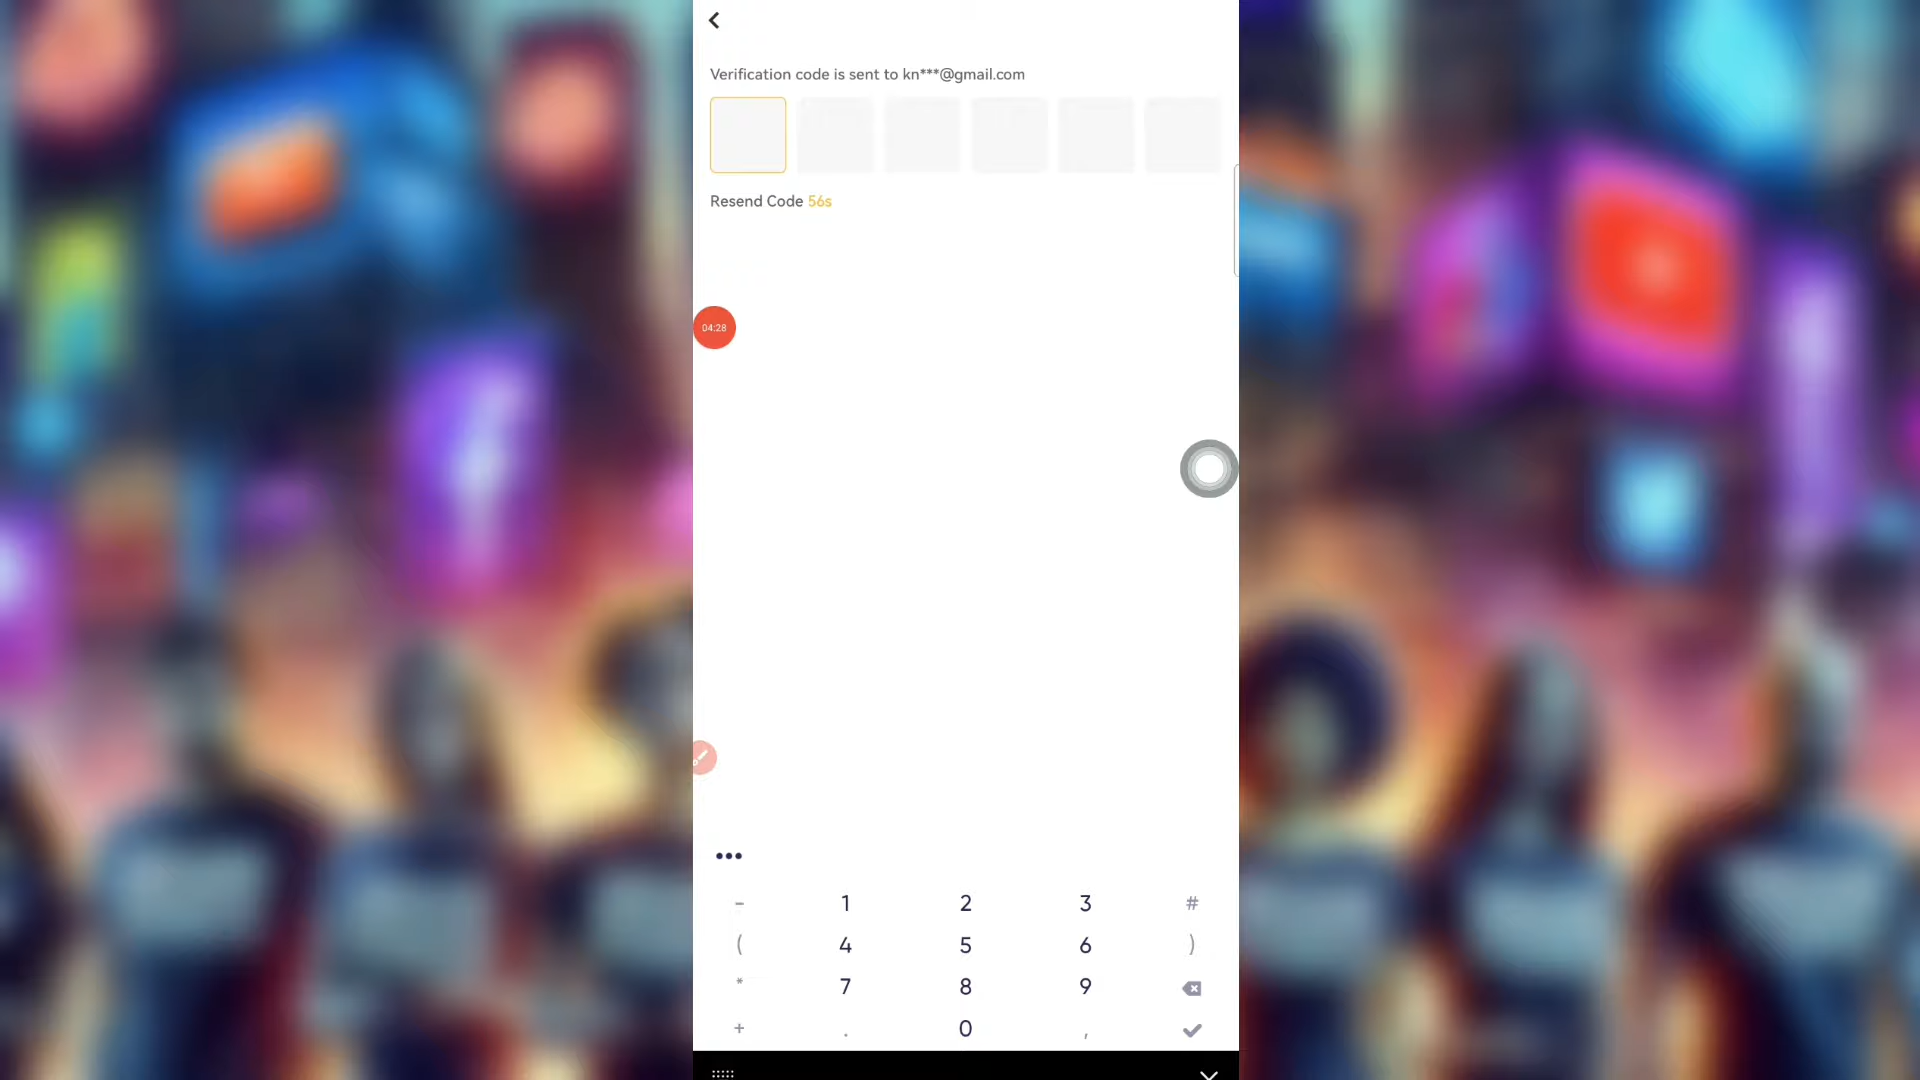 Verification code is sent to kn***@gmail.com
Resend Code 56s
04:28
•••
- 1 2 3 #
( 4 5 6 )
* 7 8 9
+ . 0 ,